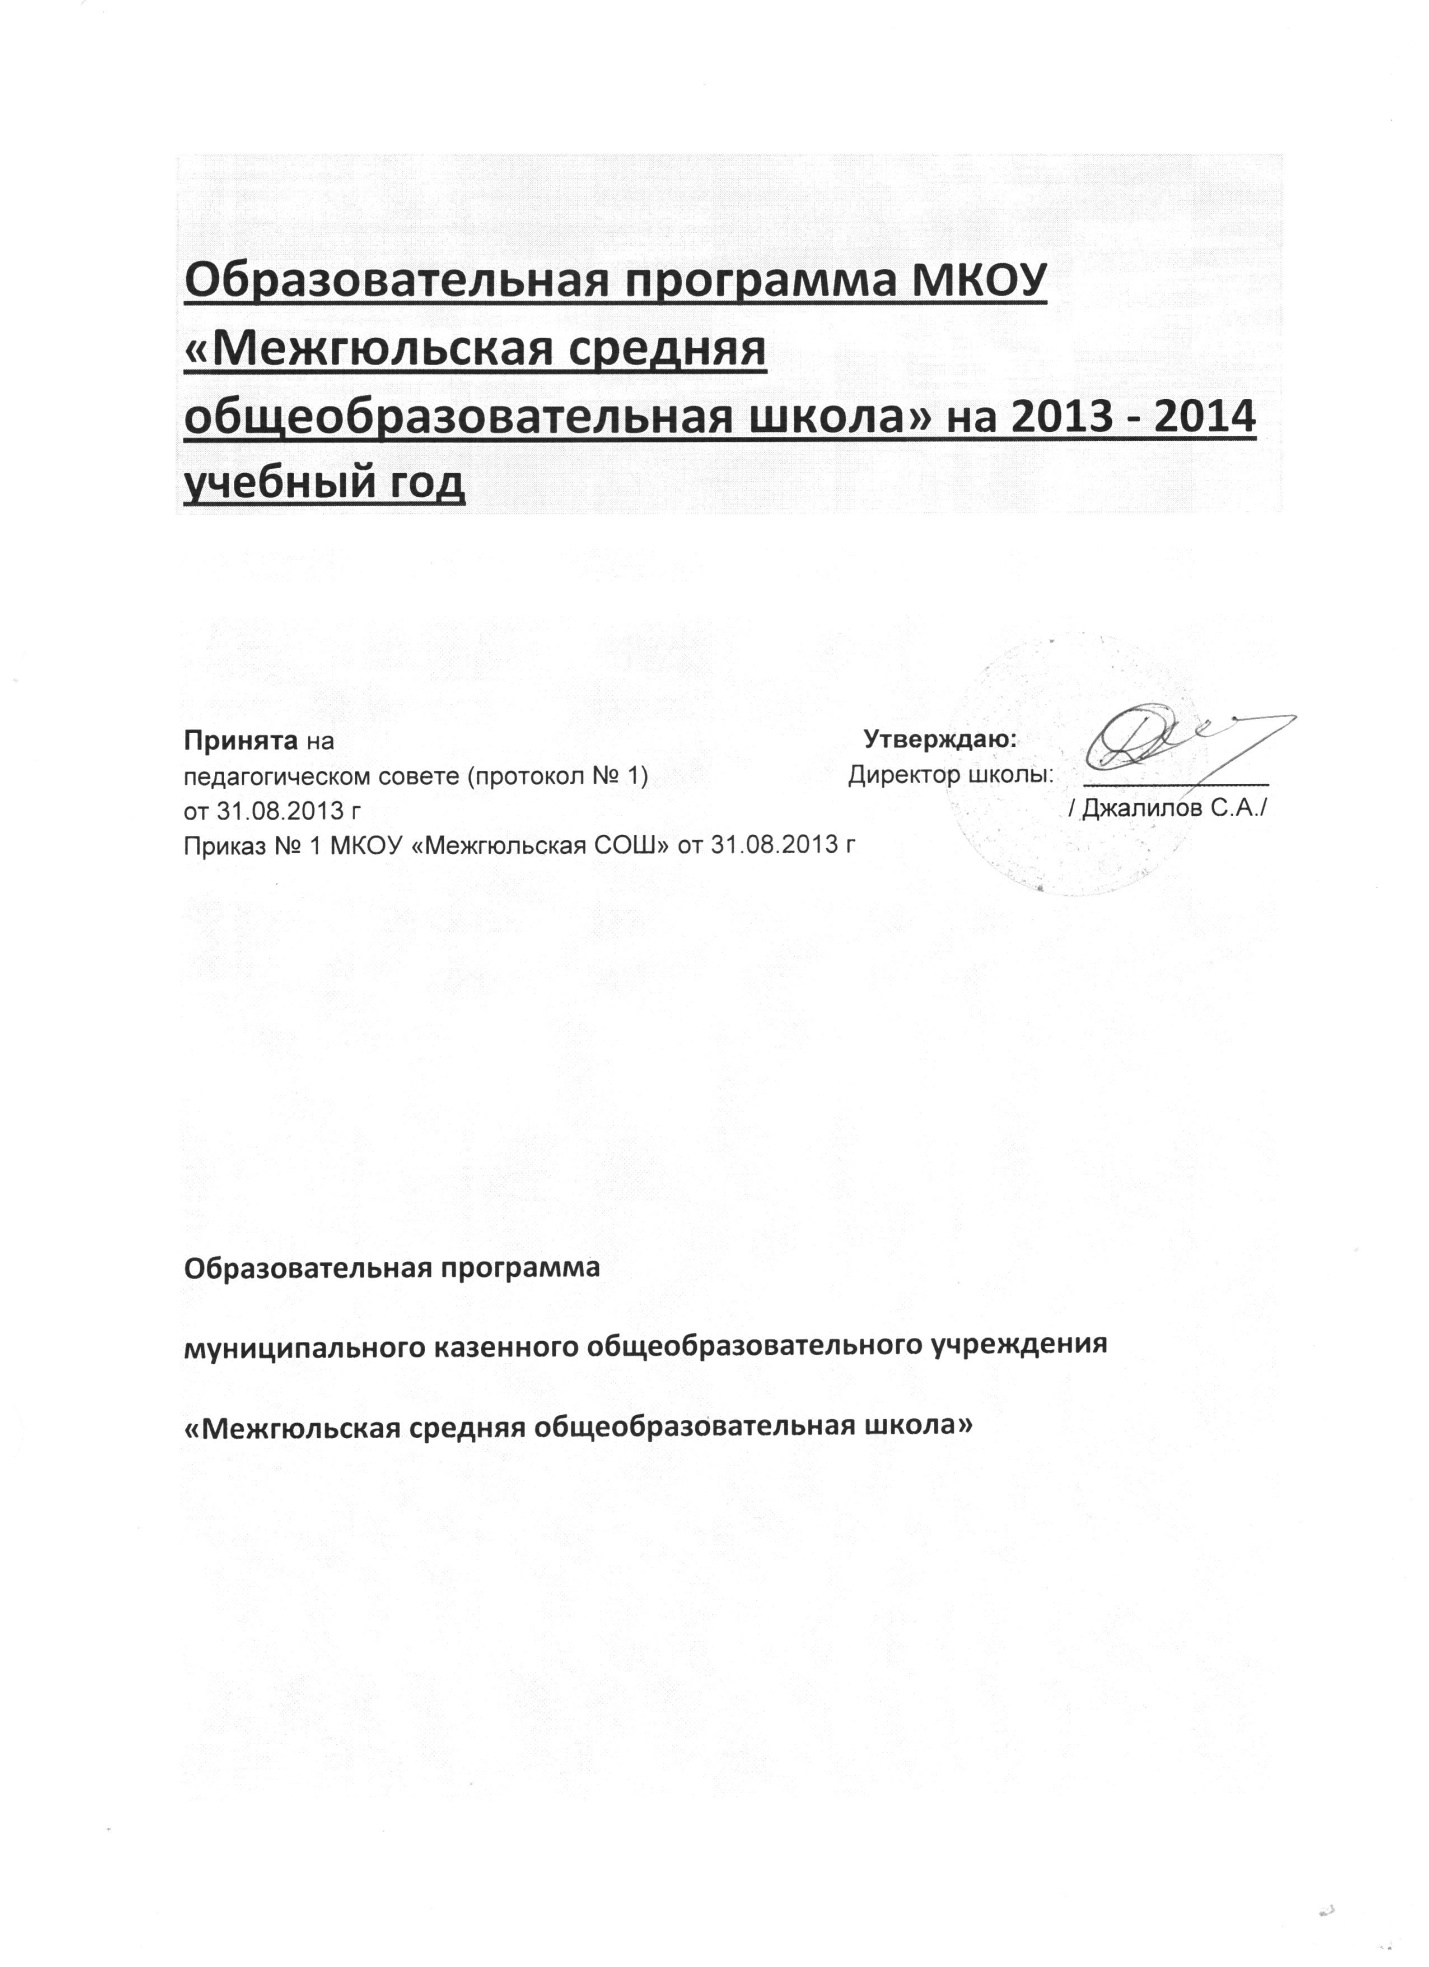 Образовательная программа МКОУ
«Межгюльская средняя
общеобразовательная школа» на 2013 - 2014
учебный год
Принята на
Утверждаю:
педагогическом совете (протокол № 1)
Директор школы:
от 31.08.2013 г
/ Джалилов С.А./
Приказ № 1 МКОУ «Межгюльская СОШ» от 31.08.2013 г
Образовательная программа
муниципального казенного общеобразовательного учреждения
«Межгюльская средняя общеобразовательная школа»